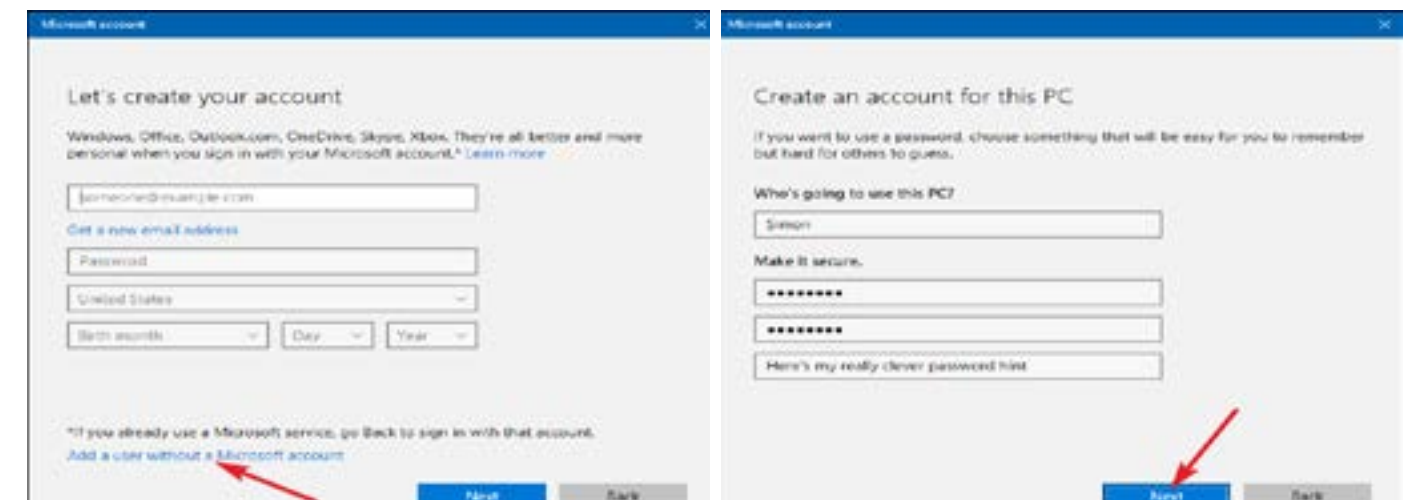 Microsoft account
Let's create your account
Windows, Office, Outlook.com, OneDrive, Skype, Xbox. They're all better and more
personal when you sign in with your Microsoft account.* Learn more
someone@example.com
Get a new email address
Password
United States
Birth month
Day
Year
*If you already use a Microsoft service, go Back to sign in with that account.
Add a user without a Microsoft account
Next
Back
Microsoft account
Create an account for this PC
If you want to use a password, choose something that will be easy for you to remember
but hard for others to guess.
Who's going to use this PC?
Simon
Make it secure.
••••••••
••••••••
Here's my really clever password hint
Next
Back